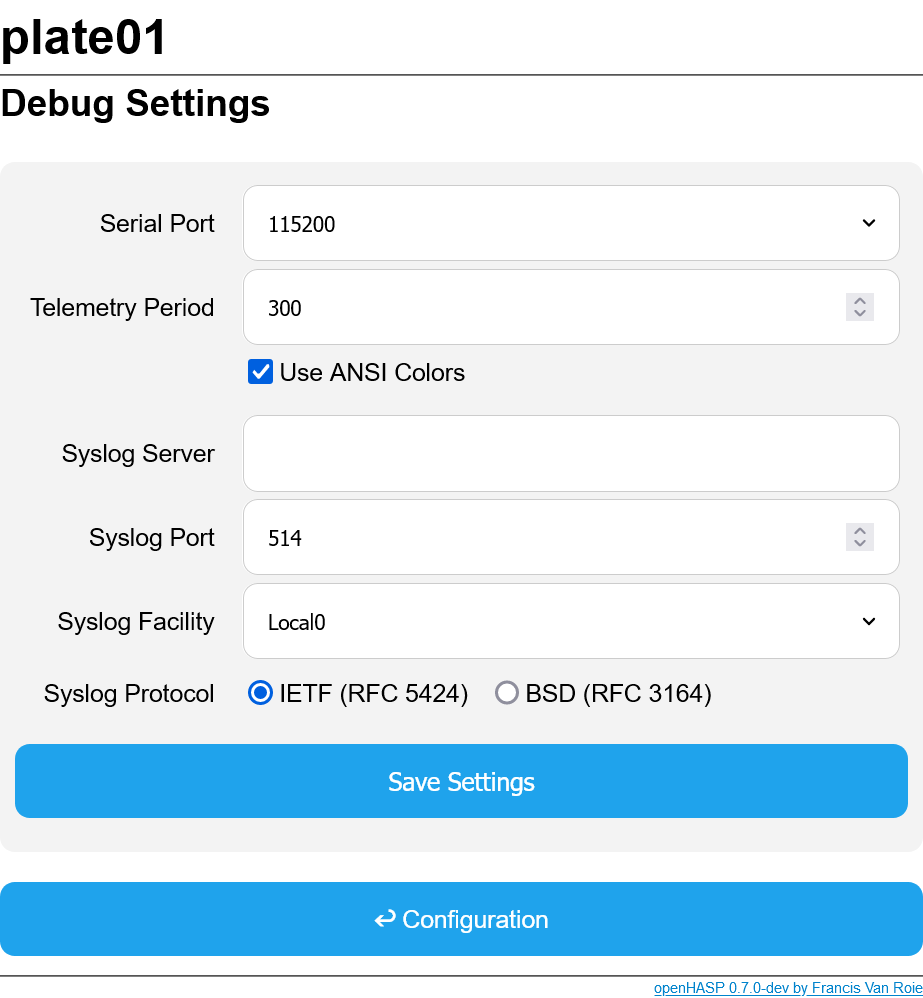 plate01
Debug Settings
Serial Port 115200
Telemetry Period 300
Use ANSI Colors
Syslog Server
Syslog Port 514
Syslog Facility Local0
Syslog Protocol IETF (RFC 5424) BSD (RFC 3164)
Save Settings
↩ Configuration
openHASP 0.7.0-dev by Francis Van Roie